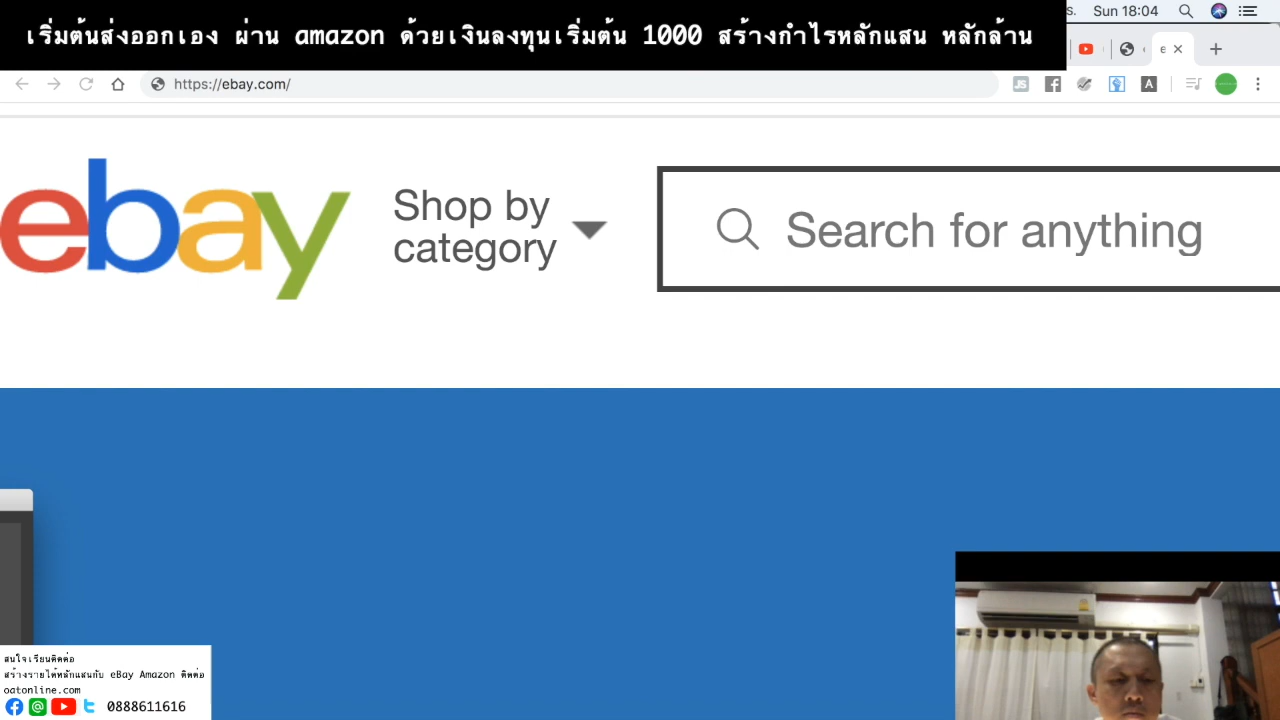 เริ่มต้นส่งออกเอง ผ่าน amazon ด้วยเงินลงทุนเริ่มต้น 1000 สร้างกำไรหลักแสน หลักล้าน
Sun 18:04
https://ebay.com/
JS
A
ebay
Shop by
category
Search for anything
สนใจเรียนติดต่อ
สร้างรายได้หลักแสนกับ eBay Amazon ติดต่อ
oatonline.com
0888611616